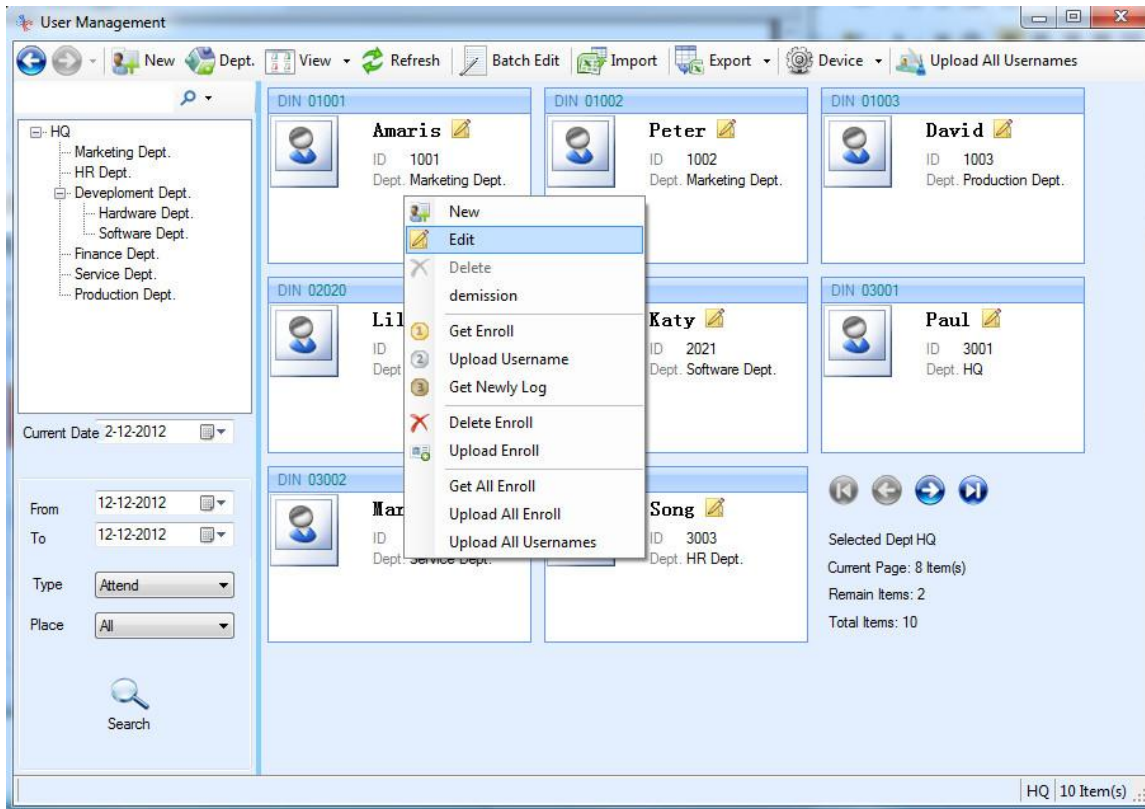 User Management
New Dept. View Refresh Batch Edit Import Export Device Upload All Usernames
HQ
Marketing Dept.
HR Dept.
Deveploment Dept.
Hardware Dept.
Software Dept.
Finance Dept.
Service Dept.
Production Dept.
Current Date 2-12-2012
From 12-12-2012
To 12-12-2012
Type Attend
Place All
Search
DIN 01001
Amaris
ID 1001
Dept. Marketing Dept.
DIN 01002
Peter
ID 1002
Dept. Marketing Dept.
DIN 01003
David
ID 1003
Dept. Production Dept.
DIN 02020
Lil
ID
Dept
Katy
ID 2021
Dept. Software Dept.
DIN 03001
Paul
ID 3001
Dept. HQ
DIN 03002
Mar
ID
Dept. Service Dept.
Song
ID 3003
Dept. HR Dept.
New
Edit
Delete
demission
1 Get Enroll
2 Upload Username
3 Get Newly Log
Delete Enroll
Upload Enroll
Get All Enroll
Upload All Enroll
Upload All Usernames
Selected Dept HQ
Current Page: 8 Item(s)
Remain Items: 2
Total Items: 10
HQ 10 Item(s)